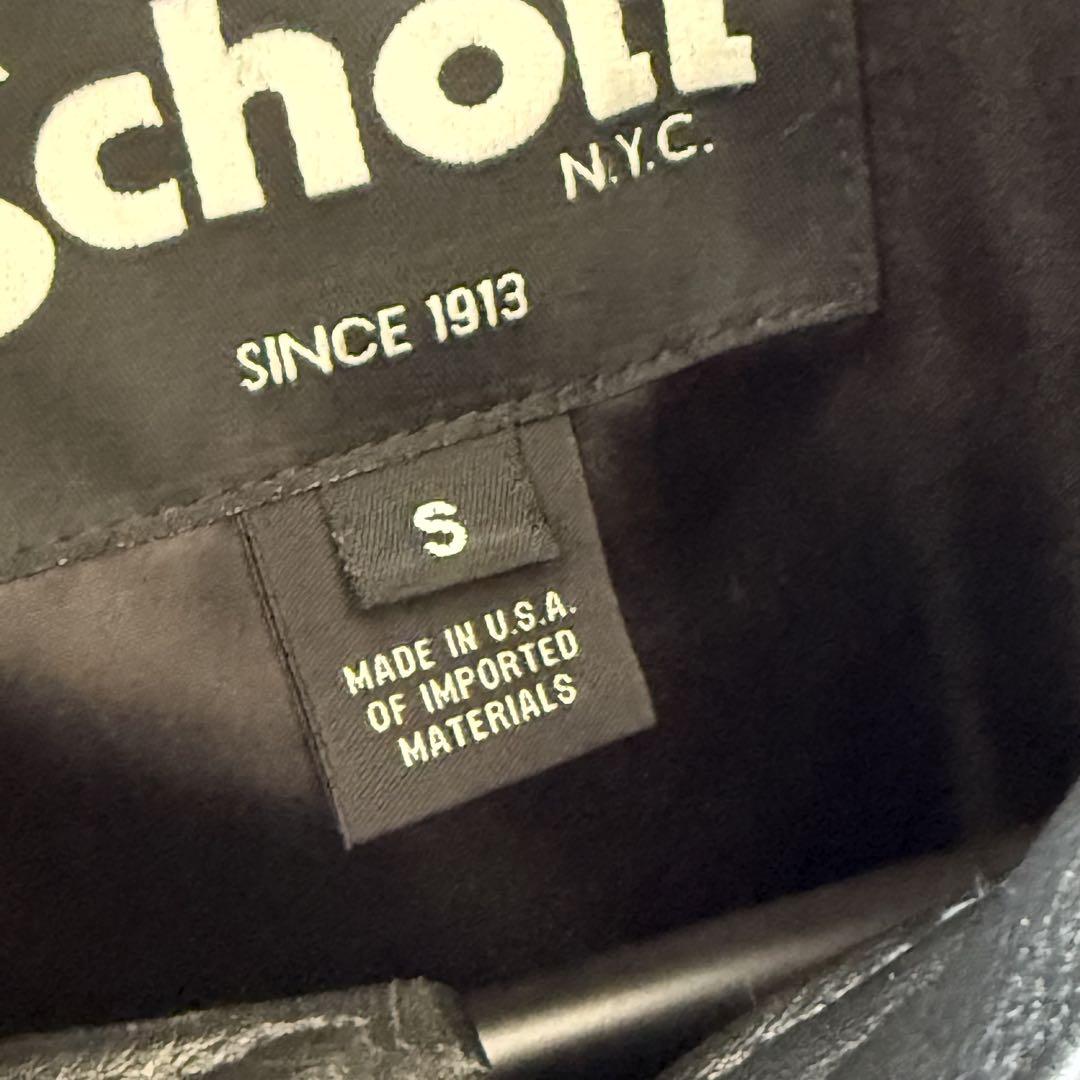 Schott
N.Y.C.
SINCE 1913
S
MADE IN U.S.A.
OF IMPORTED
MATERIALS